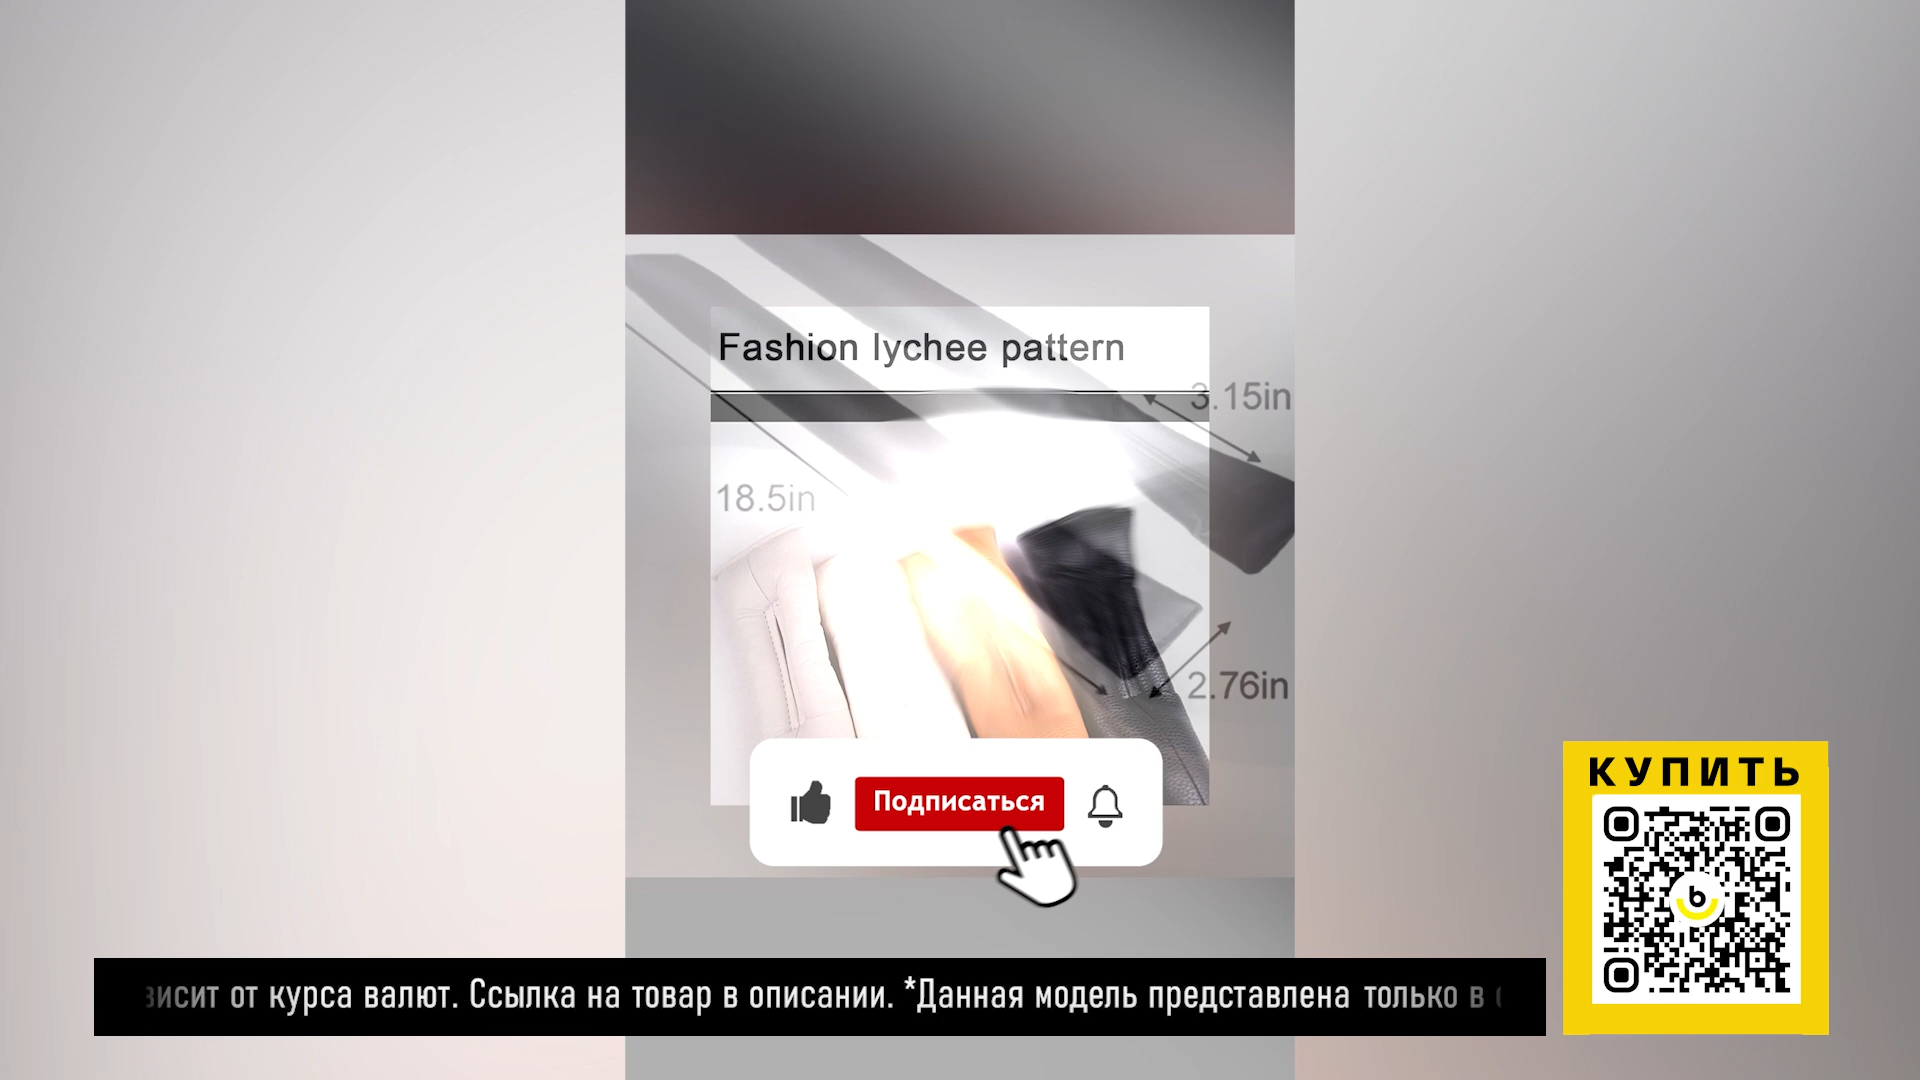 Fashion lychee pattern
3.15in
18.5in
2.76in
Подписаться
КУПИТЬ
от курса валют. Ссылка на товар в описании. *Данная модель представлена только в